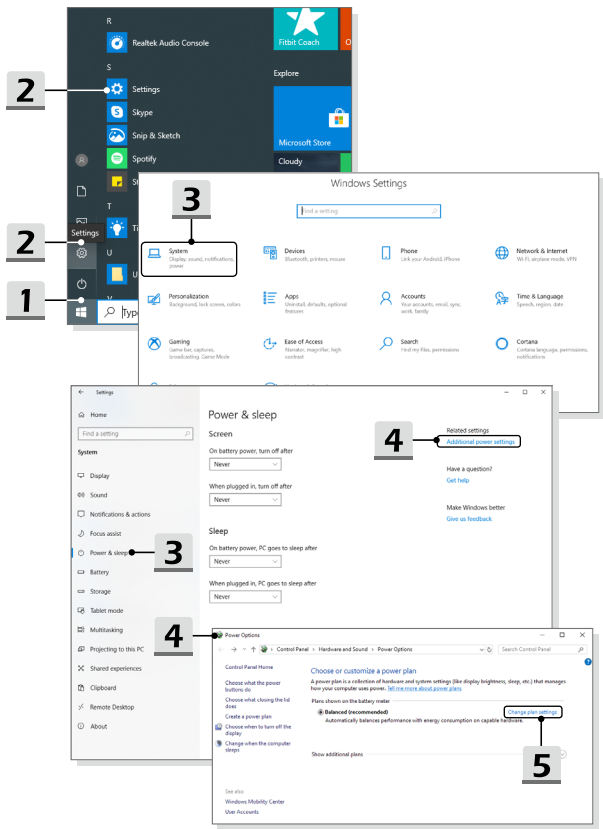 R
Realtek Audio Console
Fitbit Coach
O
S
Explore
2
Settings
Skype
Snip & Sketch
Microsoft Store
Spotify
Cloudy
St
T
Ti
U
U
V
Settings
2
1
Type
Windows Settings
Find a setting
3
System
Display, sound, notifications, power
Devices
Bluetooth, printers, mouse
Phone
Link your Android, iPhone
Network & Internet
Wi-Fi, airplane mode, VPN
Personalization
Background, lock screen, colors
Apps
Uninstall, defaults, optional features
Accounts
Your accounts, email, sync, work, family
Time & Language
Speech, region, date
Gaming
Game bar, captures, broadcasting, Game Mode
Ease of Access
Narrator, magnifier, high contrast
Search
Find my files, permissions
Cortana
Cortana language, permissions, notifications
Settings
Home
Find a setting
System
Display
Sound
Notifications & actions
Focus assist
Power & sleep
3
Battery
Storage
Tablet mode
Multitasking
Projecting to this PC
Shared experiences
Clipboard
Remote Desktop
About
Power & sleep
Screen
On battery power, turn off after
Never
When plugged in, turn off after
Never
Sleep
On battery power, PC goes to sleep after
Never
When plugged in, PC goes to sleep after
Never
Related settings
4
Additional power settings
Have a question?
Get help
Make Windows better
Give us feedback
4
Power Options
Control Panel > Hardware and Sound > Power Options
Search Control Panel
Control Panel Home
Choose what the power buttons do
Choose what closing the lid does
Create a power plan
Choose when to turn off the display
Change when the computer sleeps
See also
Windows Mobility Center
User Accounts
Choose or customize a power plan
A power plan is a collection of hardware and system settings (like display brightness, sleep, etc.) that manages
how your computer uses power. Tell me more about power plans
Plans shown on the battery meter
Balanced (recommended)
Change plan settings
Automatically balances performance with energy consumption on capable hardware.
Show additional plans
5